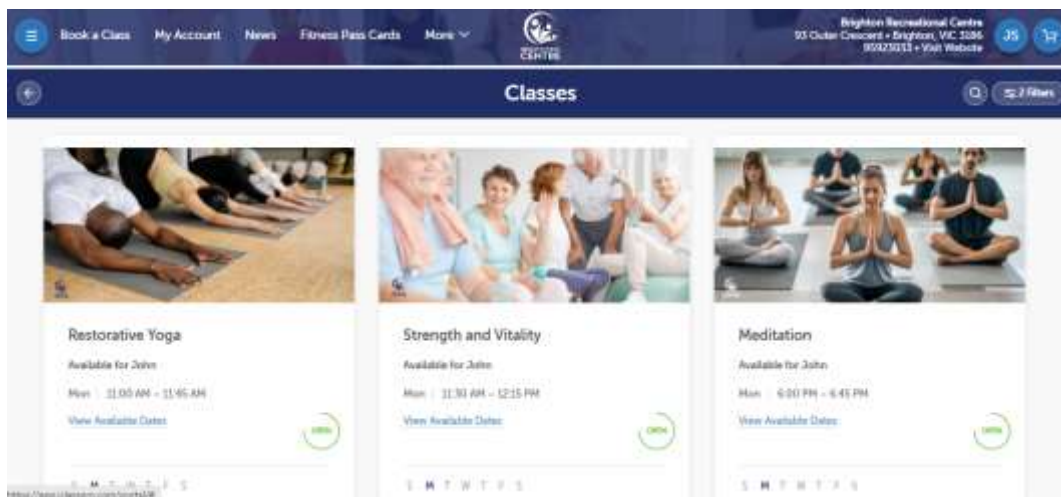 Book a Class
My Account
News
Fitness Pass Cards
More
CENTRE
Brighton Recreational Centre
93 Outer Crescent • Brighton, VIC 3186
95923033 • Visit Website
JS
Classes
2 Filters
Restorative Yoga
Available for John
Mon 11:00 AM – 11:45 AM
View Available Dates
OPEN
S M T W T F S
Strength and Vitality
Available for John
Mon 11:30 AM – 12:15 PM
View Available Dates
OPEN
S M T W T F S
Meditation
Available for John
Mon 6:00 PM – 6:45 PM
View Available Dates
OPEN
S M T W T F S